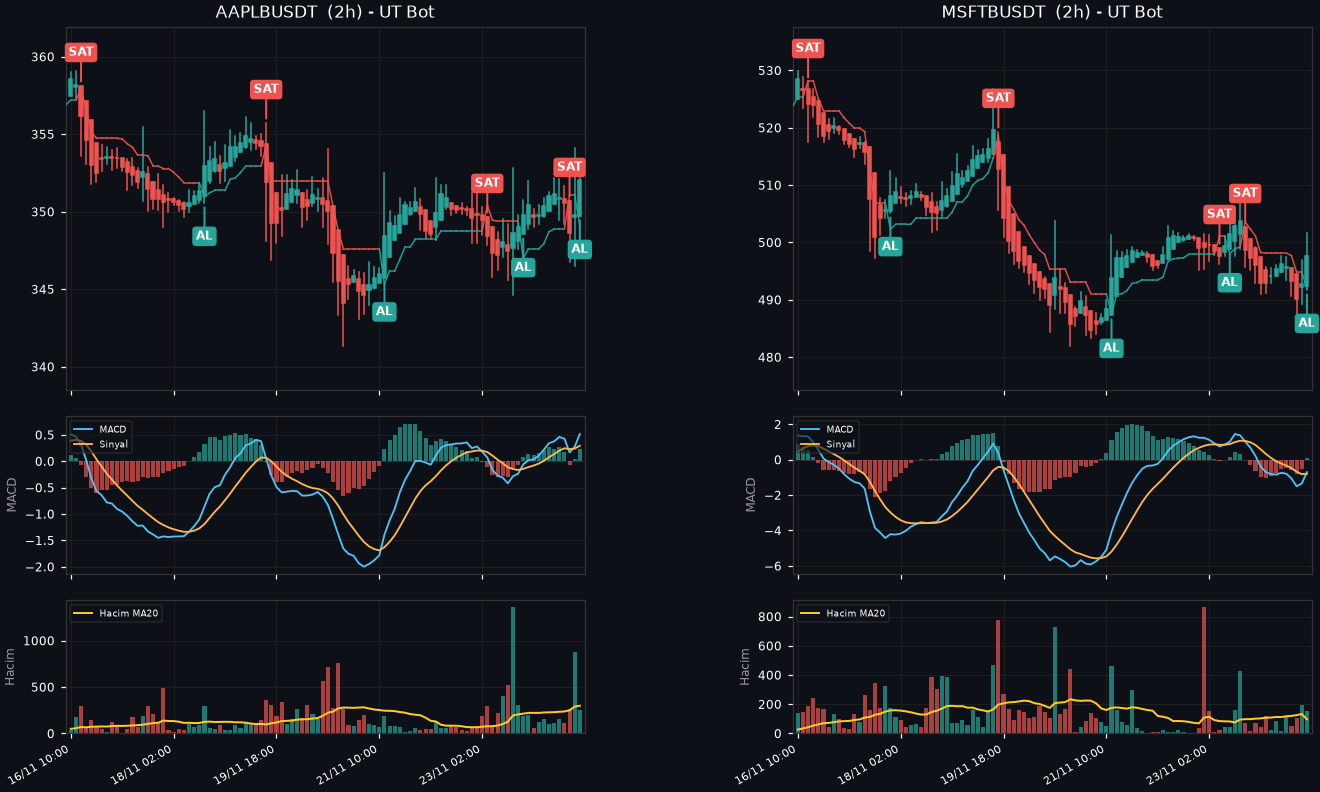 AAPLBUSDT (2h) - UT Bot
360
355
350
345
340
SAT
SAT
SAT
SAT
AL
AL
AL
AL
MACD
Sinyal
0.5
0.0
−0.5
−1.0
−1.5
−2.0
MACD
Hacim MA20
1000
500
0
Hacim
16/11 10:00
18/11 02:00
19/11 18:00
21/11 10:00
23/11 02:00
MSFTBUSDT (2h) - UT Bot
530
520
510
500
490
480
SAT
SAT
SAT
SAT
AL
AL
AL
AL
MACD
Sinyal
2
0
−2
−4
−6
MACD
Hacim MA20
800
600
400
200
0
Hacim
16/11 10:00
18/11 02:00
19/11 18:00
21/11 10:00
23/11 02:00